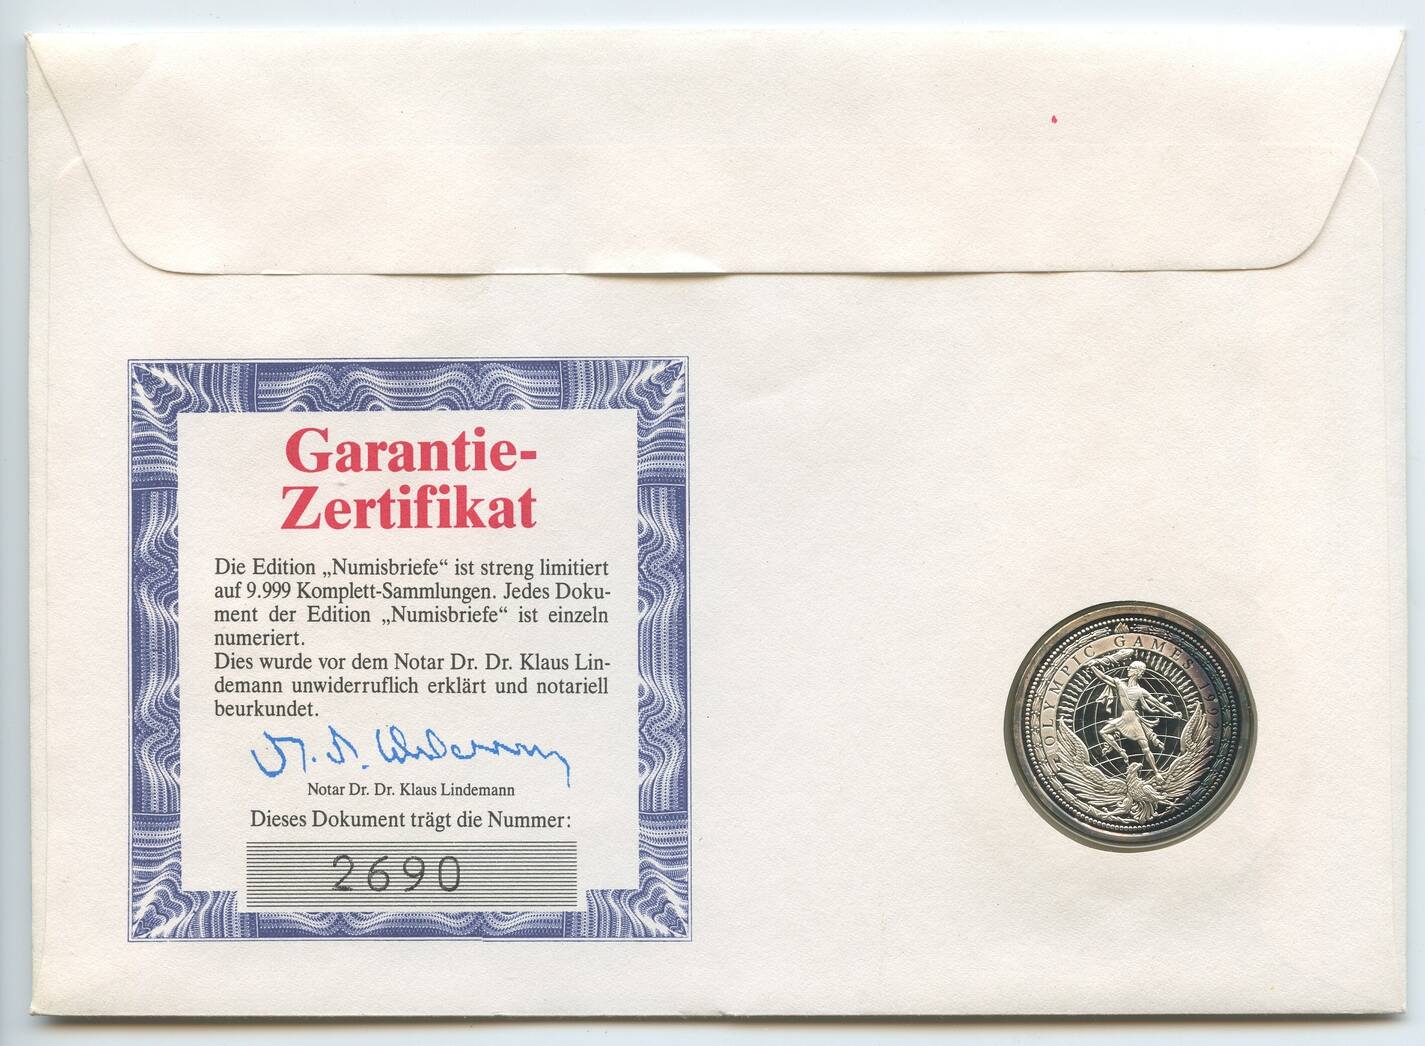 Garantie-
Zertifikat
Die Edition „Numisbriefe“ ist streng limitiert
auf 9.999 Komplett-Sammlungen. Jedes Doku-
ment der Edition „Numisbriefe“ ist einzeln
numeriert.
Dies wurde vor dem Notar Dr. Dr. Klaus Lin-
demann unwiderruflich erklärt und notariell
beurkundet.
Notar Dr. Dr. Klaus Lindemann
Dieses Dokument trägt die Nummer:
2690
OLYMPIC GAMES 1992